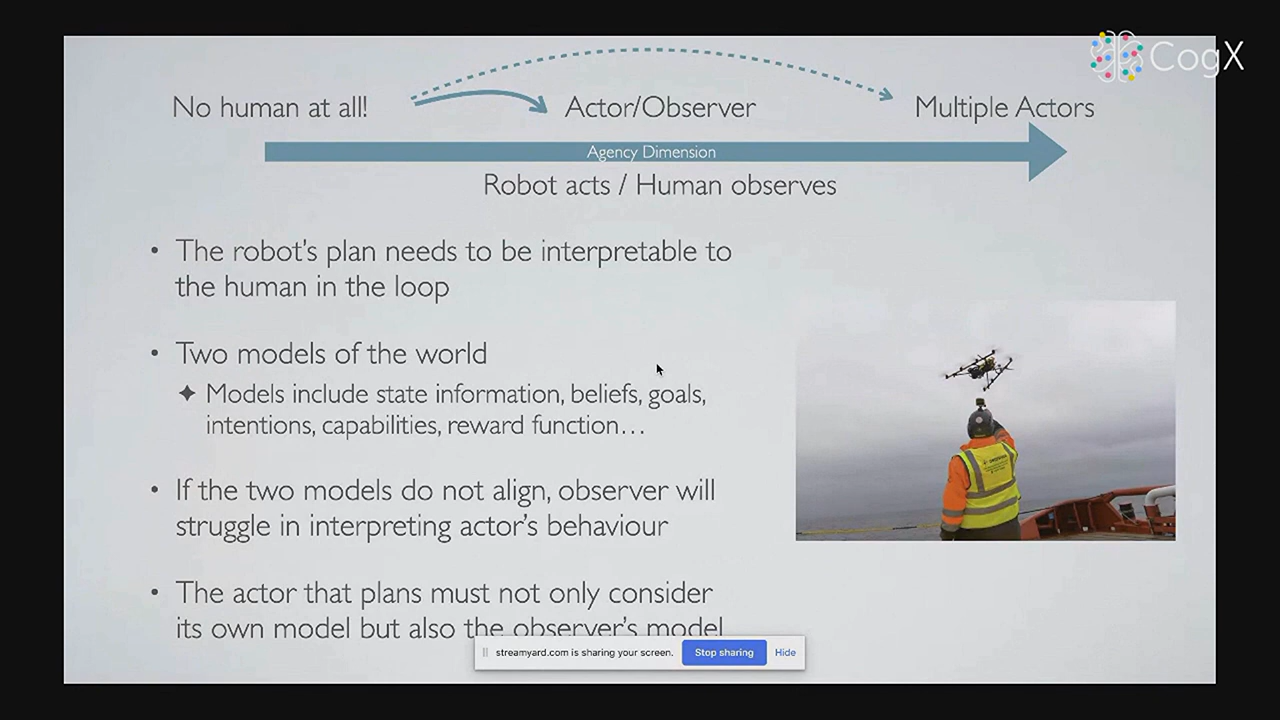 CogX
No human at all!
Actor/Observer
Multiple Actors
Agency Dimension
Robot acts / Human observes
• The robot's plan needs to be interpretable to
the human in the loop
• Two models of the world
✦ Models include state information, beliefs, goals,
intentions, capabilities, reward function…
• If the two models do not align, observer will
struggle in interpreting actor's behaviour
• The actor that plans must not only consider
its own model but also the observer's model
streamyard.com is sharing your screen.
Stop sharing
Hide